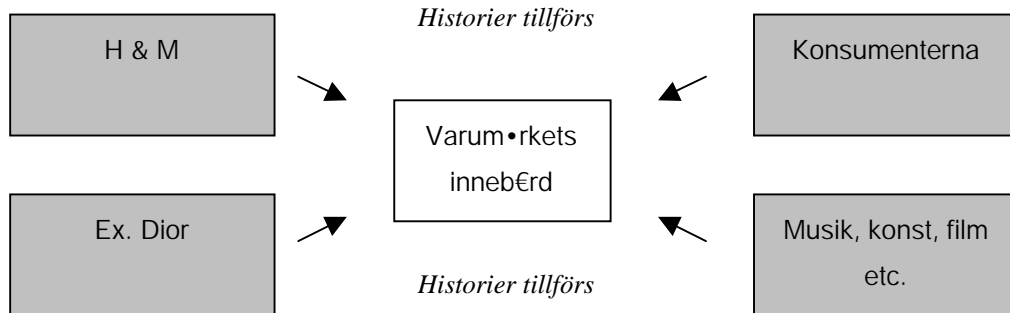 Historier tillförs
H & M
Konsumenterna
Varum•rkets
inneb€rd
Ex. Dior
Musik, konst, film
etc.
Historier tillförs